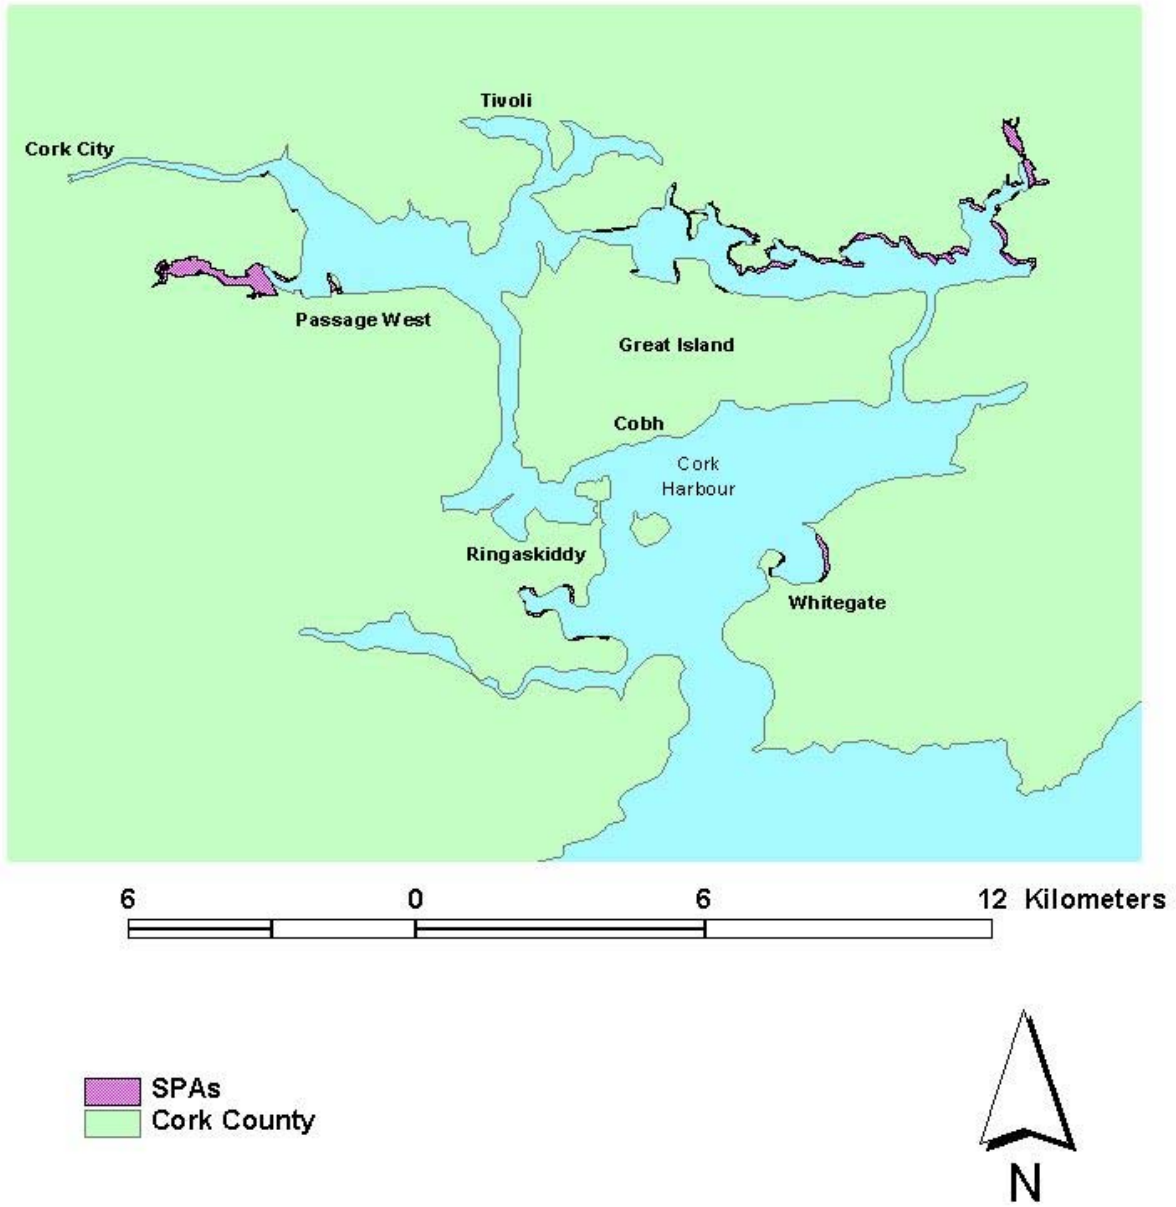 Tivoli
Cork City
Passage West
Great Island
Cobh
Cork
Harbour
Ringaskiddy
Whitegate
6 0 6 12 Kilometers
SPAs
Cork County
N